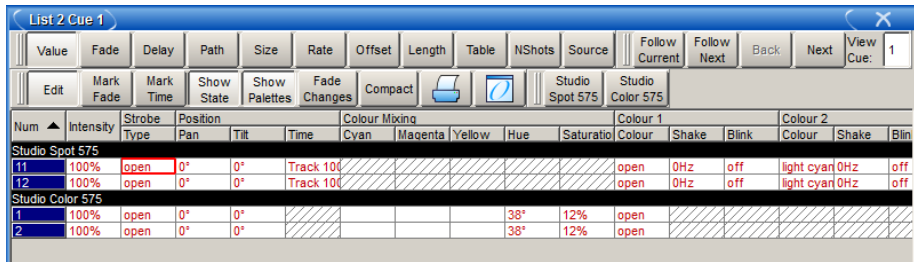 List 2 Cue 1
Value Fade Delay Path Size Rate Offset Length Table NShots Source Follow Current Follow Next Back Next View Cue: 1
Edit Mark Fade Mark Time Show State Show Palettes Fade Changes Compact Studio Spot 575 Studio Color 575
Num Intensity Strobe Position Colour Mixing Colour 1 Colour 2
Type Pan Tilt Time Cyan Magenta Yellow Hue Saturatio Colour Shake Blink Colour Shake Blin
Studio Spot 575
11 100% open 0° 0° Track 100 open 0Hz off light cyan 0Hz off
12 100% open 0° 0° Track 100 open 0Hz off light cyan 0Hz off
Studio Color 575
1 100% open 0° 0° 38° 12% open
2 100% open 0° 0° 38° 12% open